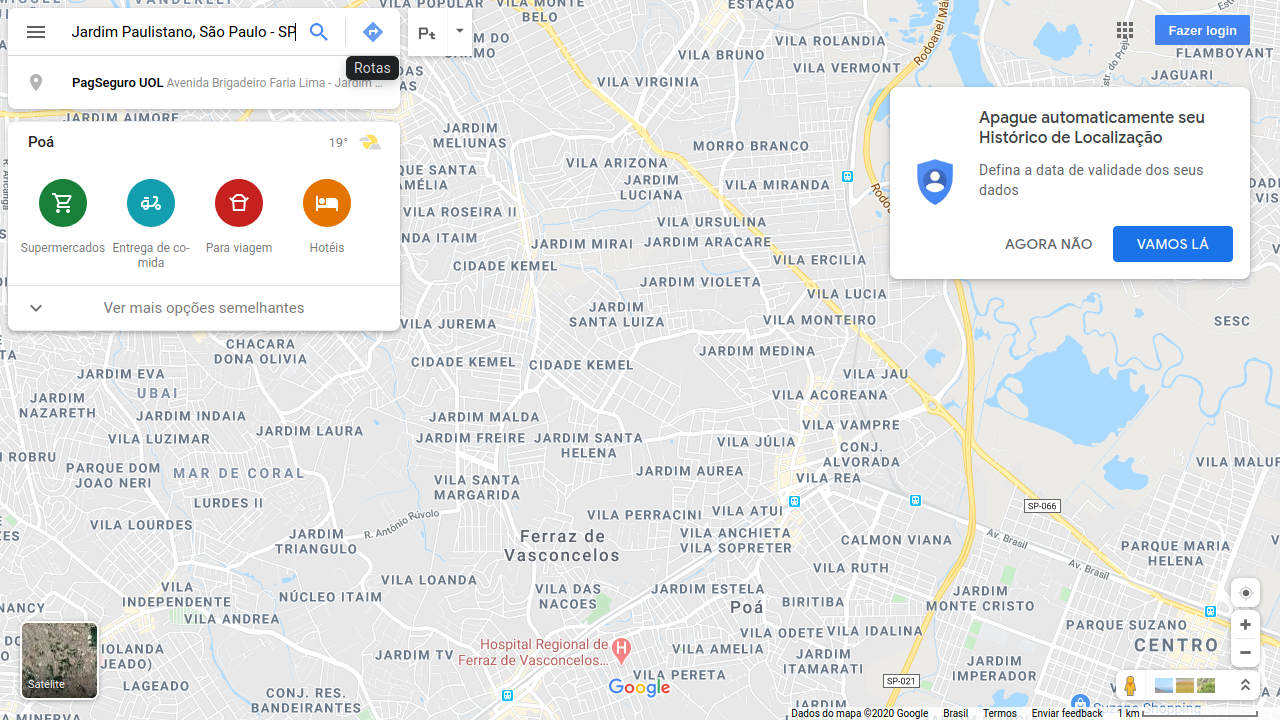 Jardim Paulistano, São Paulo - SP
Rotas
PagSeguro UOL Avenida Brigadeiro Faria Lima - Jardim ...
Poá
19°
Supermercados
Entrega de co-
mida
Para viagem
Hotéis
Ver mais opções semelhantes
Fazer login
Apague automaticamente seu
Histórico de Localização
Defina a data de validade dos seus
dados
AGORA NÃO
VAMOS LÁ
VILA MONTE
BELO
ESTAÇÃO
VILA POPULAR
VILA BRUNO
VILA ROLANDIA
VILA VERMONT
VILA VIRGINIA
FLAMBOYANT
JAGUARI
JARDIM AIMORE
JARDIM
MELIUNAS
MORRO BRANCO
VILA ARIZONA
JARDIM
LUCIANA
VILA MIRANDA
VILA ROSEIRA II
VILA URSULINA
JARDIM MIRAI
JARDIM ARACARE
VILA ERCILIA
CIDADE KEMEL
JARDIM VIOLETA
VILA LUCIA
JARDIM
SANTA LUIZA
VILA MONTEIRO
VILA JUREMA
SESC
CHACARA
DONA OLIVIA
CIDADE KEMEL
CIDADE KEMEL
JARDIM MEDINA
JARDIM EVA
UBAI
VILA JAU
VILA ACOREANA
JARDIM
NAZARETH
JARDIM INDAIA
JARDIM MALDA
VILA VAMPRE
JARDIM LAURA
VILA LUZIMAR
JARDIM FREIRE
JARDIM SANTA
HELENA
VILA JÚLIA
CONJ.
ALVORADA
PARQUE DOM
JOAO NERI
MAR DE CORAL
JARDIM AUREA
VILA REA
VILA SANTA
MARGARIDA
LURDES II
SP-066
VILA LOURDES
R. Antônio Rúvolo
VILA PERRACINI
VILA ATUI
JARDIM
TRIANGULO
Ferraz de
Vasconcelos
VILA ANCHIETA
VILA SOPRETER
CALMON VIANA
Av. Brasil
PARQUE MARIA
HELENA
VILA RUTH
Av. Brasil
VILA LOANDA
VILA
INDEPENDENTE
NÚCLEO ITAIM
VILA DAS
NACOES
JARDIM ESTELA
Poá
BIRITIBA
JARDIM
MONTE CRISTO
VILA ANDREA
PARQUE SUZANO
VILA ODETE
VILA IDALINA
CENTRO
Hospital Regional de
Ferraz de Vasconcelos...
VILA AMELIA
JARDIM TV
JARDIM
ITAMARATI
JARDIM
IMPERADOR
VILA PERETA
SP-021
LAGEADO
CONJ. RES.
BANDEIRANTES
Satélite
Google
Suzano Shopping
Dados do mapa ©2020 Google
Brasil
Termos
Enviar feedback
1 km